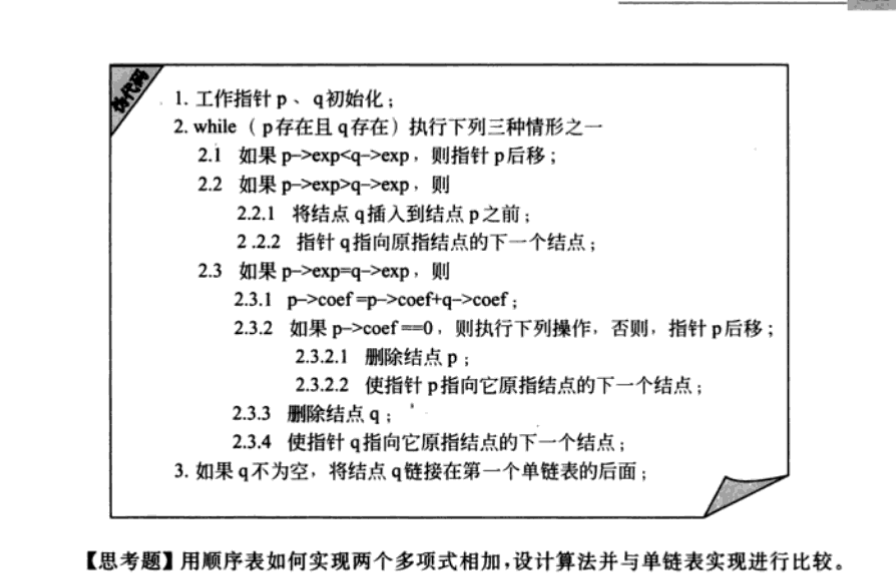 伪代码
1. 工作指针 p 、 q 初始化；
2. while（ p 存在且 q 存在）执行下列三种情形之一
2.1 如果 p->exp<q->exp，则指针 p 后移；
2.2 如果 p->exp>q->exp，则
2.2.1 将结点 q 插入到结点 p 之前；
2.2.2 指针 q 指向原指结点的下一个结点；
2.3 如果 p->exp=q->exp，则
2.3.1 p->coef =p->coef+q->coef；
2.3.2 如果 p->coef ==0，则执行下列操作，否则，指针 p 后移；
2.3.2.1 删除结点 p；
2.3.2.2 使指针 p 指向它原指结点的下一个结点；
2.3.3 删除结点 q；
2.3.4 使指针 q 指向它原指结点的下一个结点；
3. 如果 q 不为空，将结点 q 链接在第一个单链表的后面；
【思考题】用顺序表如何实现两个多项式相加，设计算法并与单链表实现进行比较。